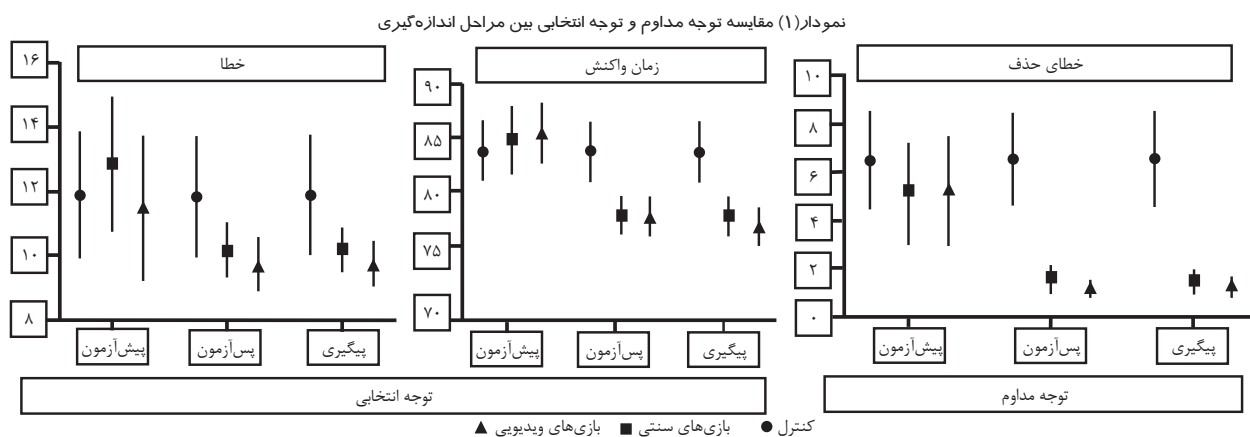 نمودار(۱) مقایسه توجه مداوم و توجه انتخابی بین مراحل اندازه‌گیری
خطای حذف
۱۰
۸
۶
۴
۲
۰
پیش‌آزمون
پس‌آزمون
پیگیری
توجه مداوم
زمان واکنش
۹۰
۸۵
۸۰
۷۵
۷۰
پیش‌آزمون
پس‌آزمون
پیگیری
خطا
۱۶
۱۴
۱۲
۱۰
۸
پیش‌آزمون
پس‌آزمون
پیگیری
توجه انتخابی
کنترل بازی‌های سنتی بازی‌های ویدیویی